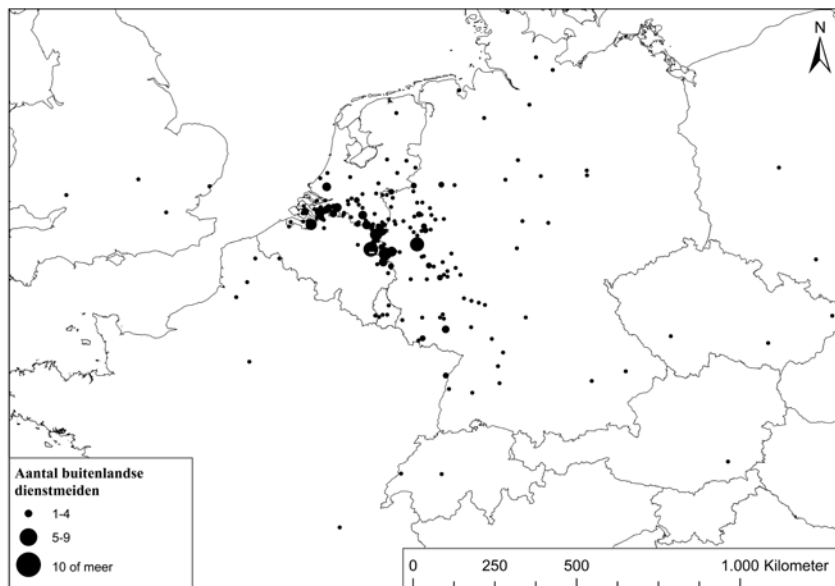 N
Aantal buitenlandse
dienstmeiden
1-4
5-9
10 of meer
0 250 500 1.000 Kilometer